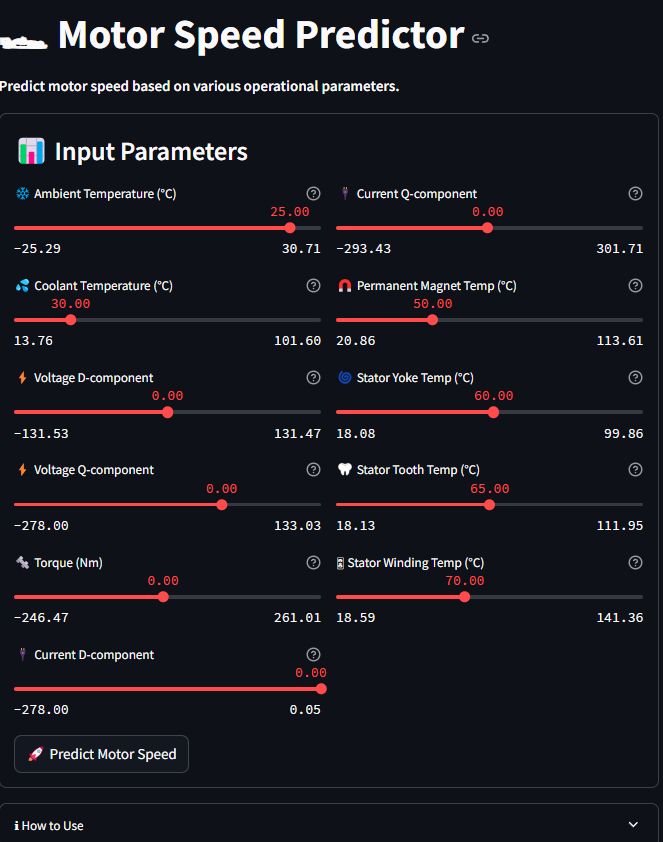 Motor Speed Predictor
Predict motor speed based on various operational parameters.
Input Parameters
Ambient Temperature (°C)
25.00
-25.29 30.71
Coolant Temperature (°C)
30.00
13.76 101.60
Voltage D-component
0.00
-131.53 131.47
Voltage Q-component
0.00
-278.00 133.03
Torque (Nm)
0.00
-246.47 261.01
Current D-component
0.00
-278.00 0.05
Current Q-component
0.00
-293.43 301.71
Permanent Magnet Temp (°C)
50.00
20.86 113.61
Stator Yoke Temp (°C)
60.00
18.08 99.86
Stator Tooth Temp (°C)
65.00
18.13 111.95
Stator Winding Temp (°C)
70.00
18.59 141.36
Predict Motor Speed
ℹ How to Use